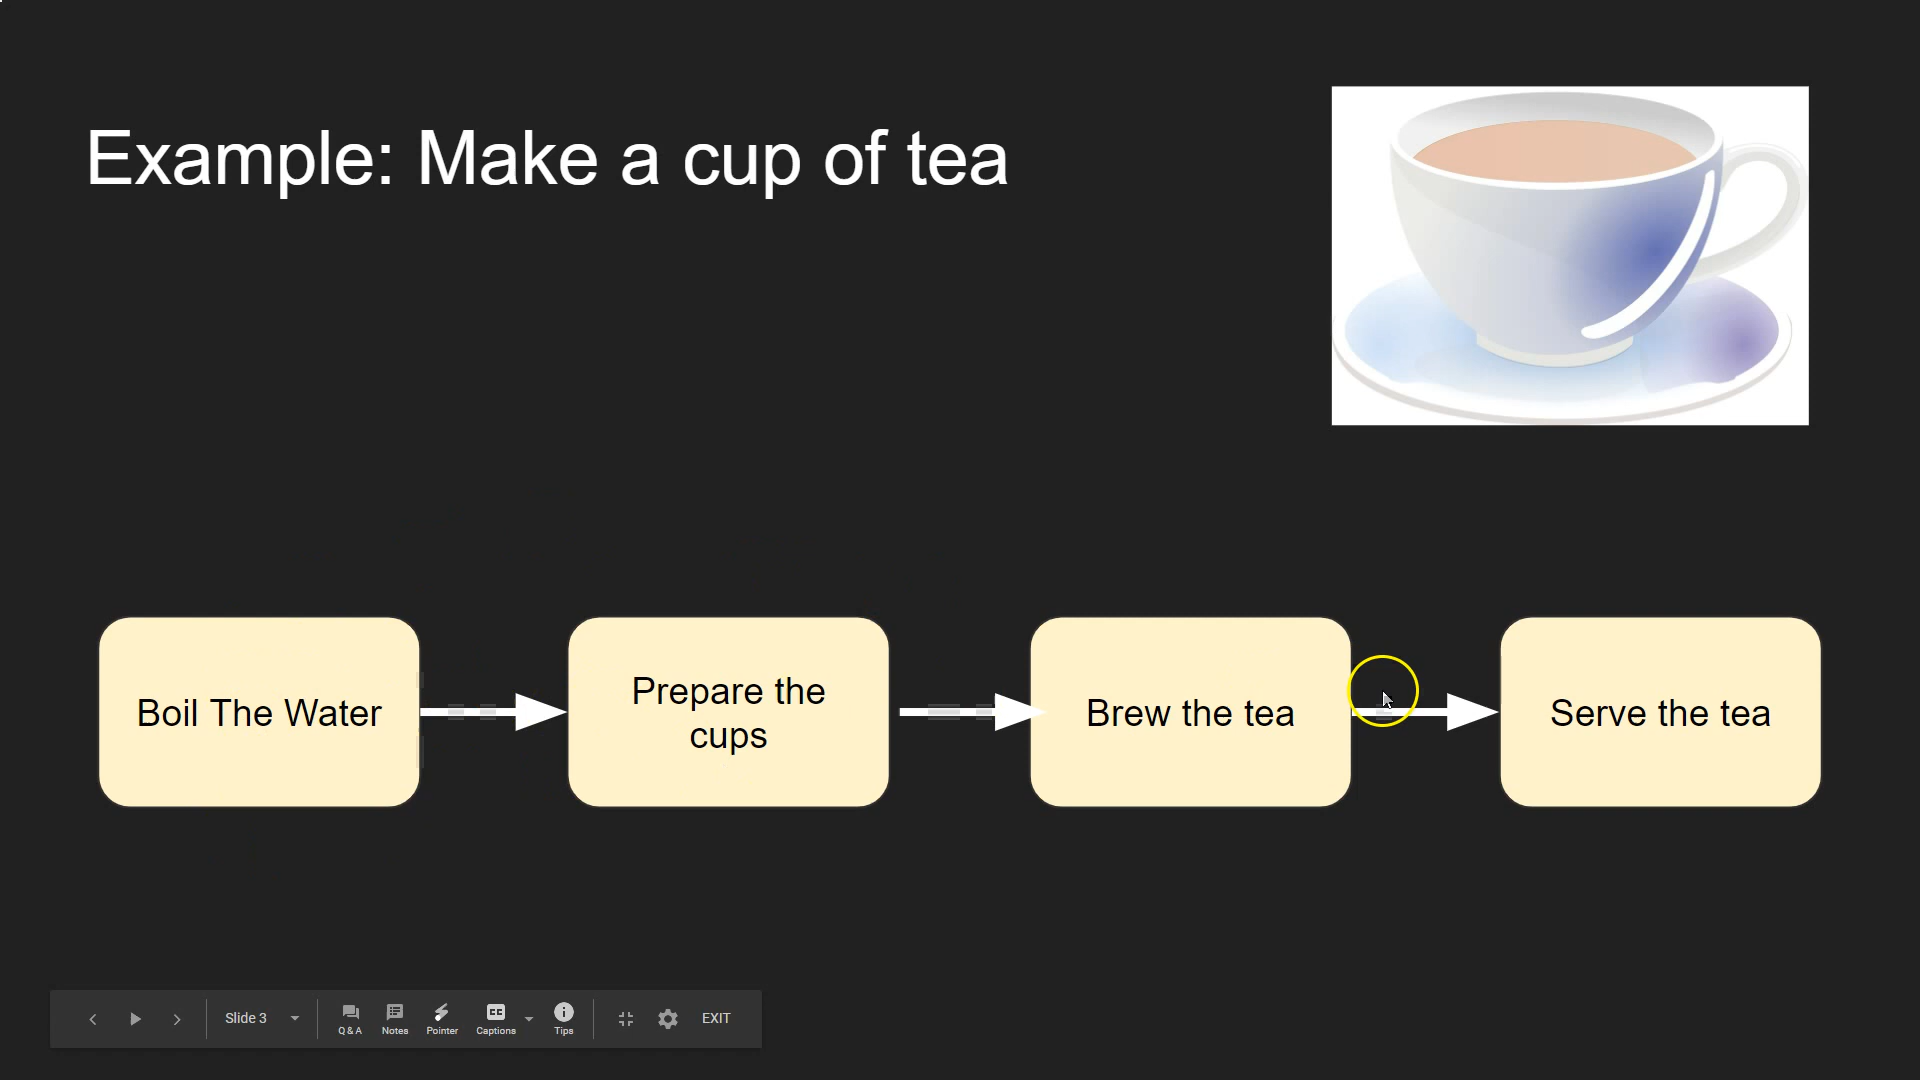 Example: Make a cup of tea
Boil The Water
Prepare the
cups
Brew the tea
Serve the tea
Slide 3
Q & A
Notes
Pointer
CC
Captions
Tips
EXIT